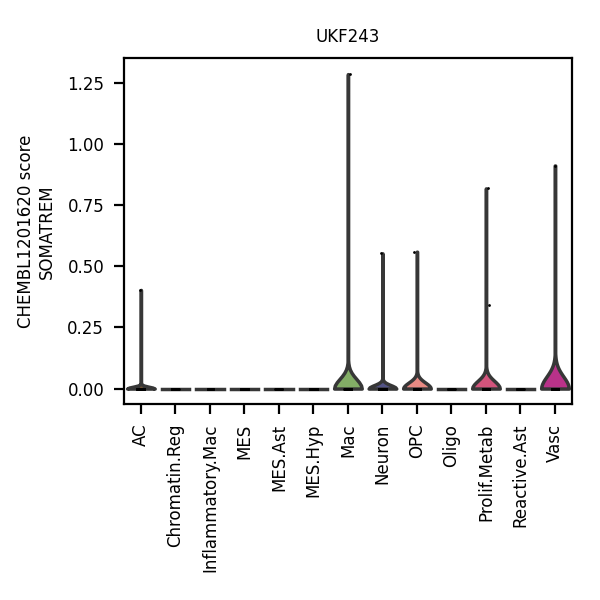 UKF243
CHEMBL1201620 score
SOMATREM
1.25
1.00
0.75
0.50
0.25
0.00
AC
Chromatin.Reg
Inflammatory.Mac
MES
MES.Ast
MES.Hyp
Mac
Neuron
OPC
Oligo
Prolif.Metab
Reactive.Ast
Vasc